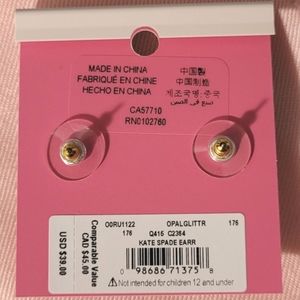 MADE IN CHINA
FABRIQUÉ EN CHINE
HECHO EN CHINA
中国製
中国制造
제조국명:중국
صنع في الصين
CA57710
RN0102760
O0RU1122 OPALGLITTR 176
176 Q415 C2364
KATE SPADE EARR
0 98686 71375 8
Not intended for children 12 and under
Comparable Value
CAD $45.00
USD $39.00